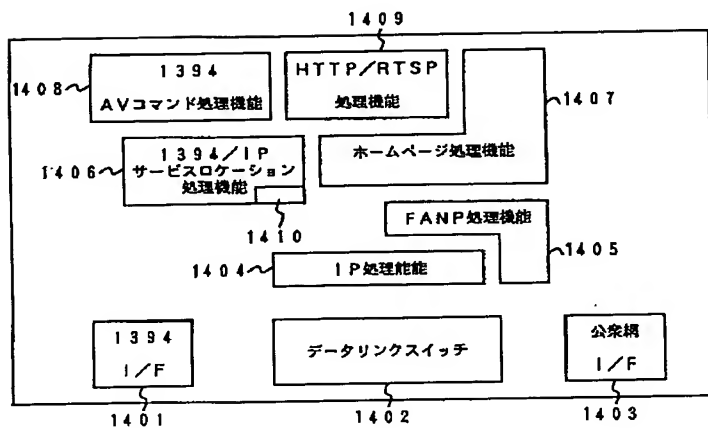 1409
1394
AVコマンド処理機能
HTTP/RTSP
処理機能
1408
1407
1394/IP
サービスロケーション
処理機能
ホームページ処理機能
1406
1410
FANP処理機能
1405
1404
IP処理能能
1394
I/F
データリンクスイッチ
公衆網
I/F
1401
1402
1403